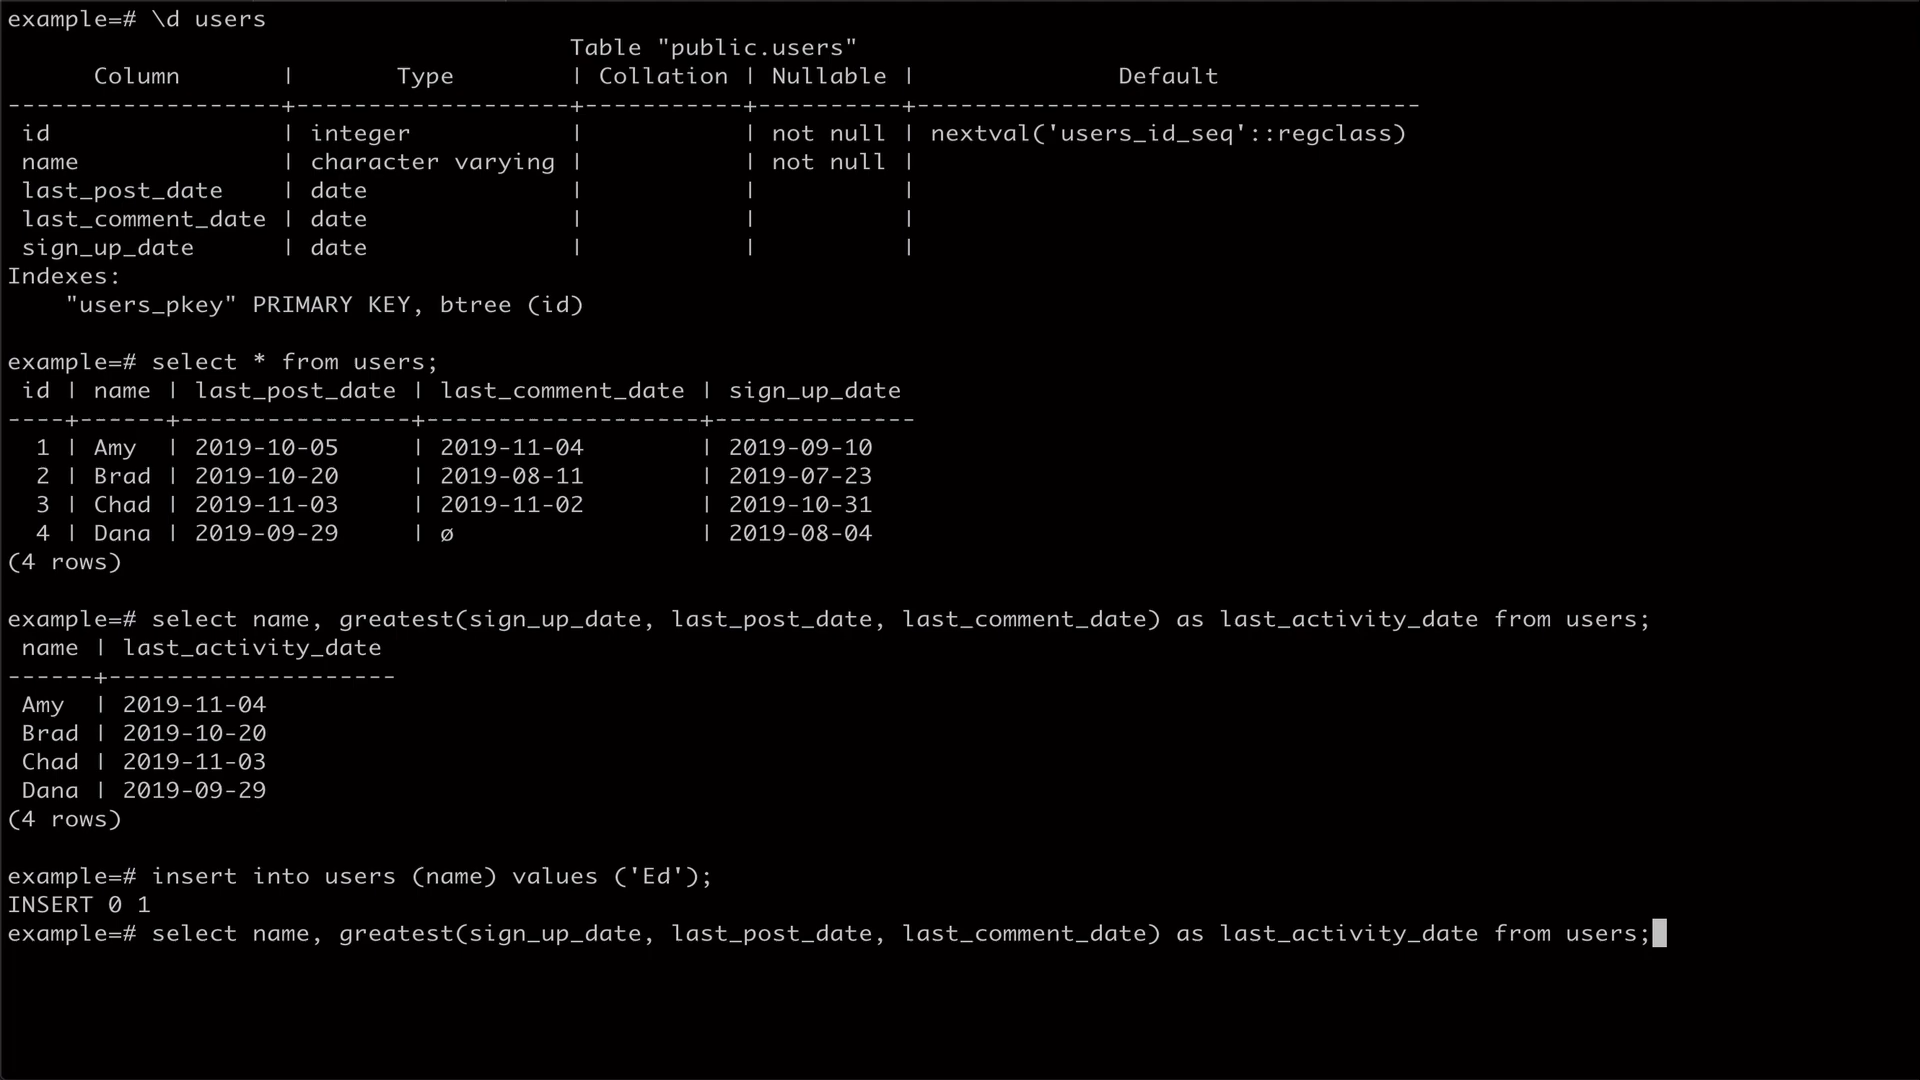 example=# \d users
Table "public.users"
Column | Type | Collation | Nullable | Default
-------------------+-------------------+-----------+----------+-----------------------------------
id | integer | | not null | nextval('users_id_seq'::regclass)
name | character varying | | not null |
last_post_date | date | | |
last_comment_date | date | | |
sign_up_date | date | | |
Indexes:
"users_pkey" PRIMARY KEY, btree (id)
example=# select * from users;
id | name | last_post_date | last_comment_date | sign_up_date
----+------+----------------+-------------------+--------------
1 | Amy | 2019-10-05 | 2019-11-04 | 2019-09-10
2 | Brad | 2019-10-20 | 2019-08-11 | 2019-07-23
3 | Chad | 2019-11-03 | 2019-11-02 | 2019-10-31
4 | Dana | 2019-09-29 | ø | 2019-08-04
(4 rows)
example=# select name, greatest(sign_up_date, last_post_date, last_comment_date) as last_activity_date from users;
name | last_activity_date
------+--------------------
Amy | 2019-11-04
Brad | 2019-10-20
Chad | 2019-11-03
Dana | 2019-09-29
(4 rows)
example=# insert into users (name) values ('Ed');
INSERT 0 1
example=# select name, greatest(sign_up_date, last_post_date, last_comment_date) as last_activity_date from users;